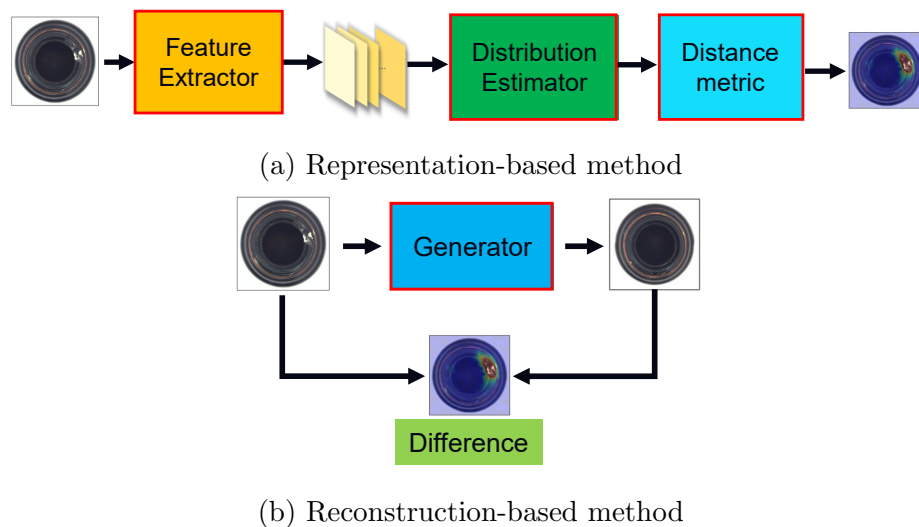 Feature
Extractor
...
Distribution
Estimator
Distance
metric
(a) Representation-based method
Generator
Difference
(b) Reconstruction-based method